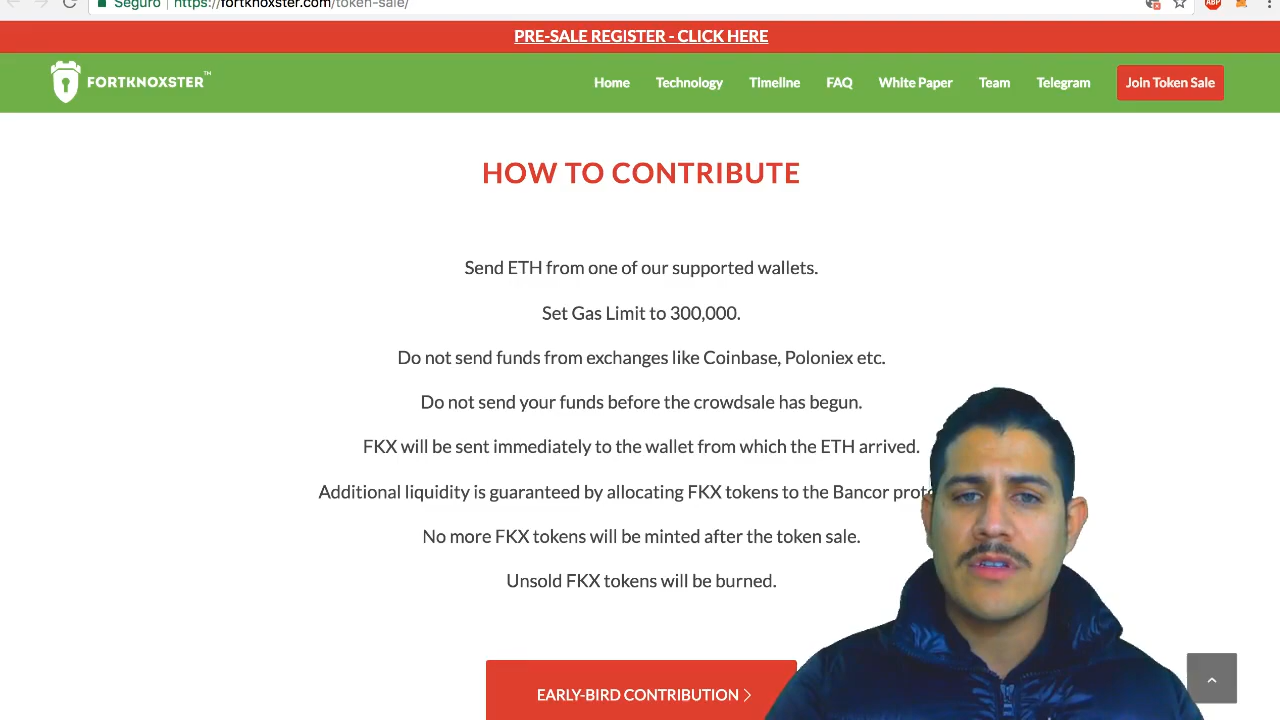 Seguro https://fortknoxster.com/token-sale/
ABP
PRE-SALE REGISTER - CLICK HERE
FORTKNOXSTER™ Home Technology Timeline FAQ White Paper Team Telegram Join Token Sale
HOW TO CONTRIBUTE
Send ETH from one of our supported wallets.
Set Gas Limit to 300,000.
Do not send funds from exchanges like Coinbase, Poloniex etc.
Do not send your funds before the crowdsale has begun.
FKX will be sent immediately to the wallet from which the ETH arrived.
Additional liquidity is guaranteed by allocating FKX tokens to the Bancor proto
No more FKX tokens will be minted after the token sale.
Unsold FKX tokens will be burned.
EARLY-BIRD CONTRIBUTION >